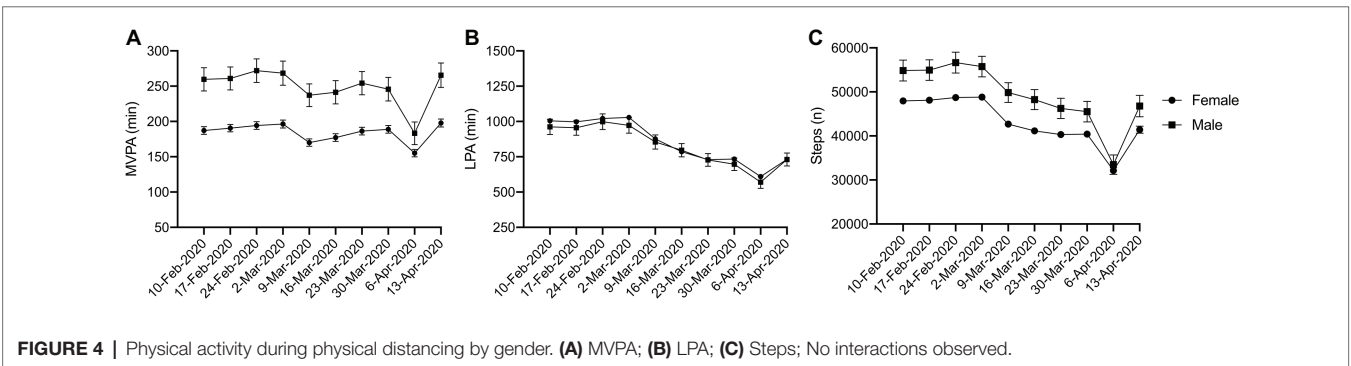 A
MVPA (min)
300
250
200
150
100
50
10-Feb-2020
17-Feb-2020
24-Feb-2020
2-Mar-2020
9-Mar-2020
16-Mar-2020
23-Mar-2020
30-Mar-2020
6-Apr-2020
13-Apr-2020
B
LPA (min)
1500
1250
1000
750
500
250
10-Feb-2020
17-Feb-2020
24-Feb-2020
2-Mar-2020
9-Mar-2020
16-Mar-2020
23-Mar-2020
30-Mar-2020
6-Apr-2020
13-Apr-2020
C
Steps (n)
60000
50000
40000
30000
20000
10-Feb-2020
17-Feb-2020
24-Feb-2020
2-Mar-2020
9-Mar-2020
16-Mar-2020
23-Mar-2020
30-Mar-2020
6-Apr-2020
13-Apr-2020
Female
Male
FIGURE 4 | Physical activity during physical distancing by gender. (A) MVPA; (B) LPA; (C) Steps; No interactions observed.